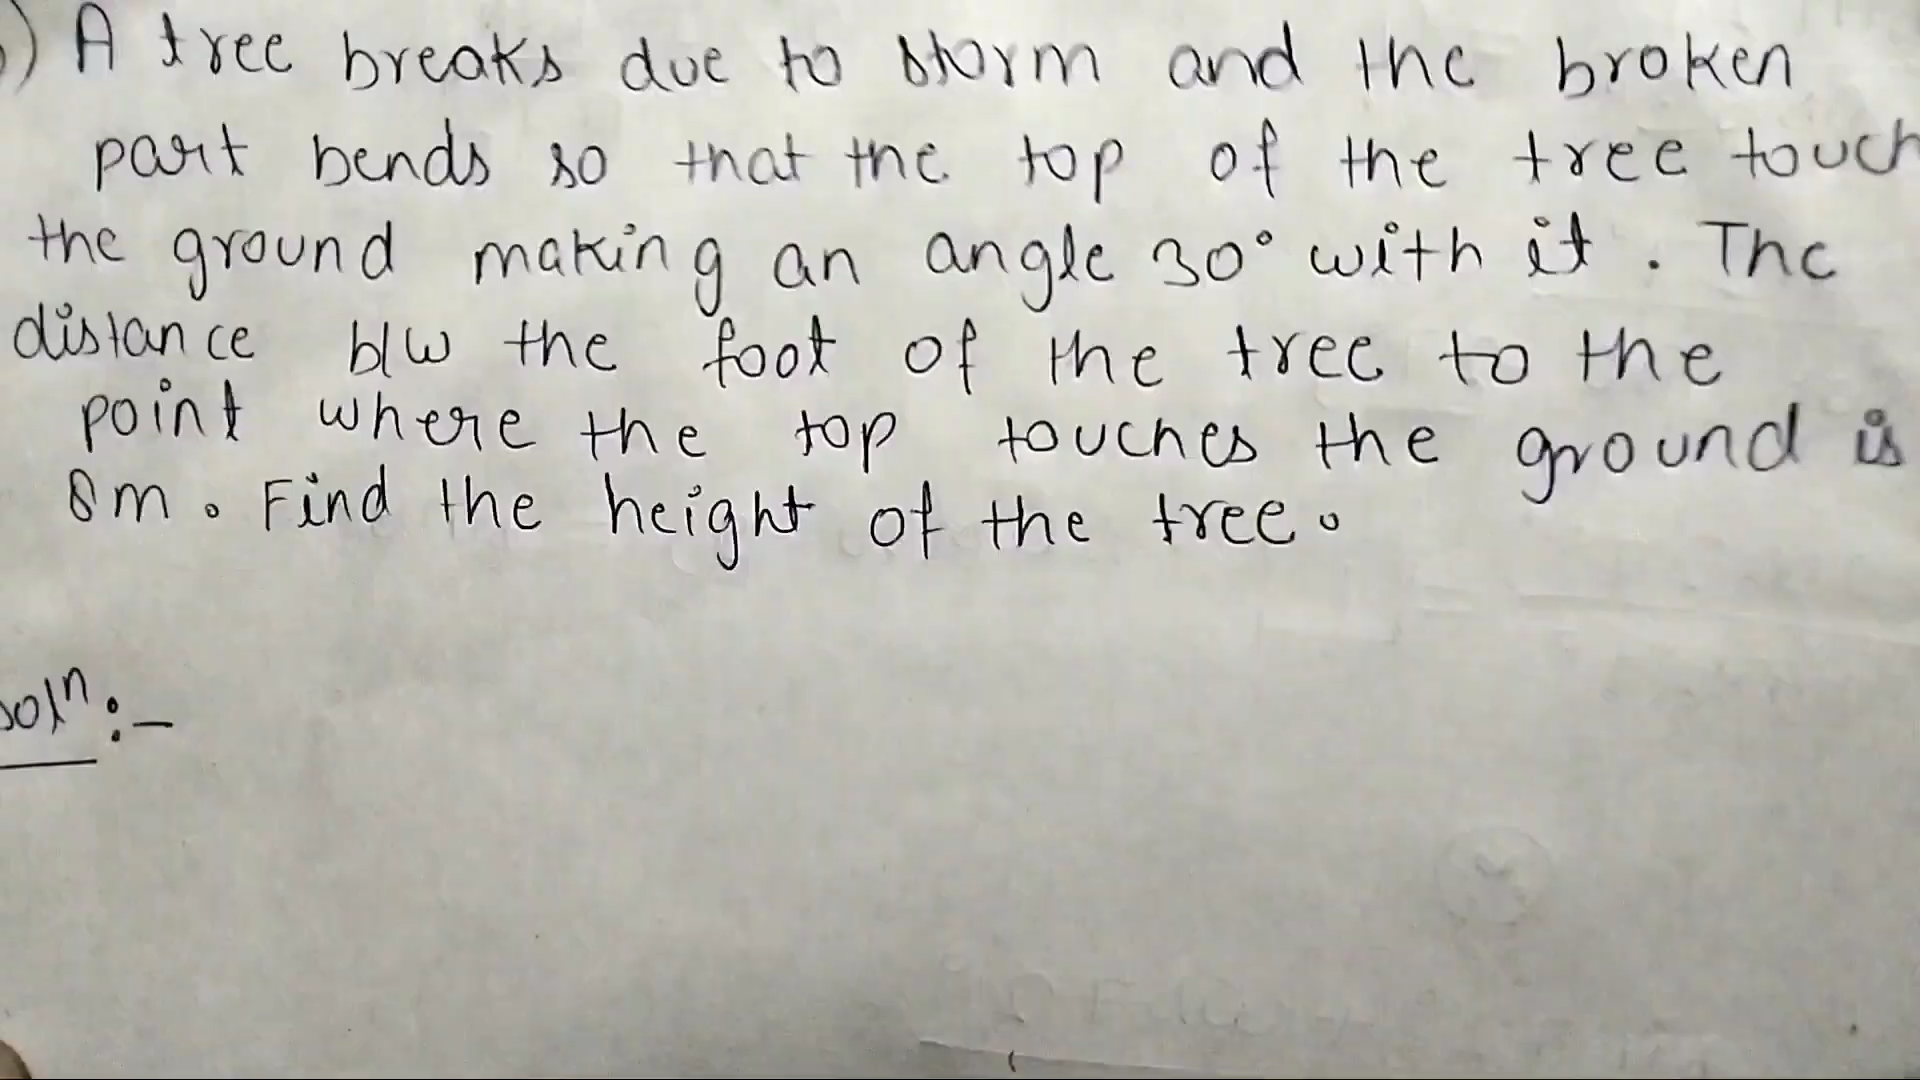 ) A tree breaks due to storm and the broken
part bends so that the top of the tree touch
the ground making an angle 30° with it. The
distance b/w the foot of the tree to the
point where the top touches the ground is
8m. Find the height of the tree.
Solⁿ:-